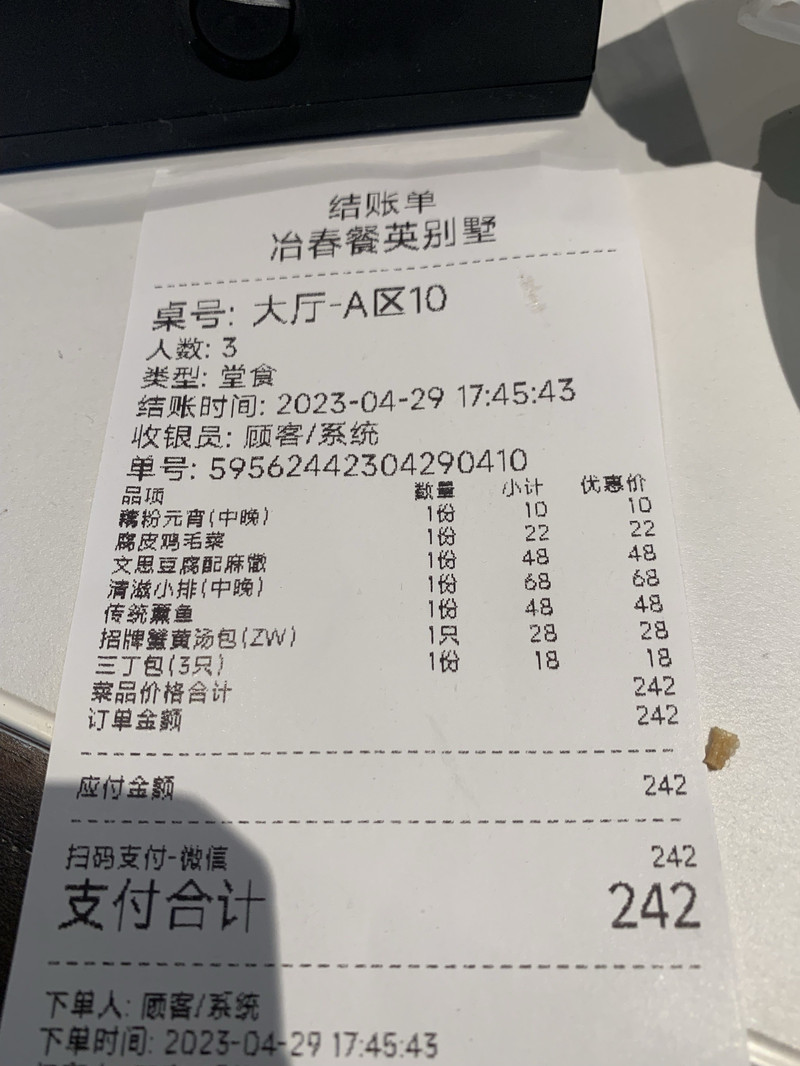 结账单
冶春餐英别墅
桌号: 大厅-A区10
人数: 3
类型: 堂食
结账时间: 2023-04-29 17:45:43
收银员: 顾客/系统
单号: 59562442304290410
品项 数量 小计 优惠价
藕粉元宵(中晚) 1份 10 10
腐皮鸡毛菜 1份 22 22
文思豆腐配麻馓 1份 48 48
清滋小排(中晚) 1份 68 68
传统熏鱼 1份 48 48
招牌蟹黄汤包(ZW) 1只 28 28
三丁包(3只) 1份 18 18
菜品价格合计 242
订单金额 242
应付金额 242
扫码支付-微信 242
支付合计 242
下单人: 顾客/系统
下单时间: 2023-04-29 17:45:43